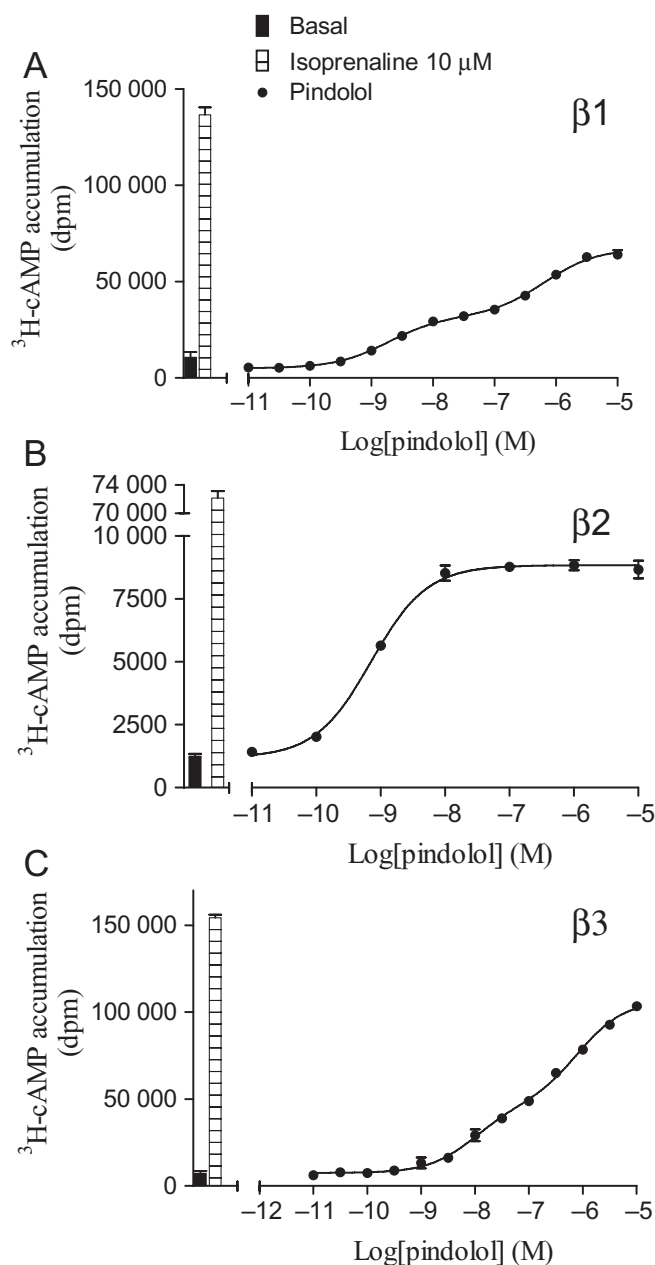 Basal
Isoprenaline 10 μM
Pindolol
A
β1
150 000
100 000
50 000
0
³H-cAMP accumulation
(dpm)
–11 –10 –9 –8 –7 –6 –5
Log[pindolol] (M)
B
β2
74 000
70 000
10 000
7500
5000
2500
0
³H-cAMP accumulation
(dpm)
–11 –10 –9 –8 –7 –6 –5
Log[pindolol] (M)
C
β3
150 000
100 000
50 000
0
³H-cAMP accumulation
(dpm)
–12 –11 –10 –9 –8 –7 –6 –5
Log[pindolol] (M)